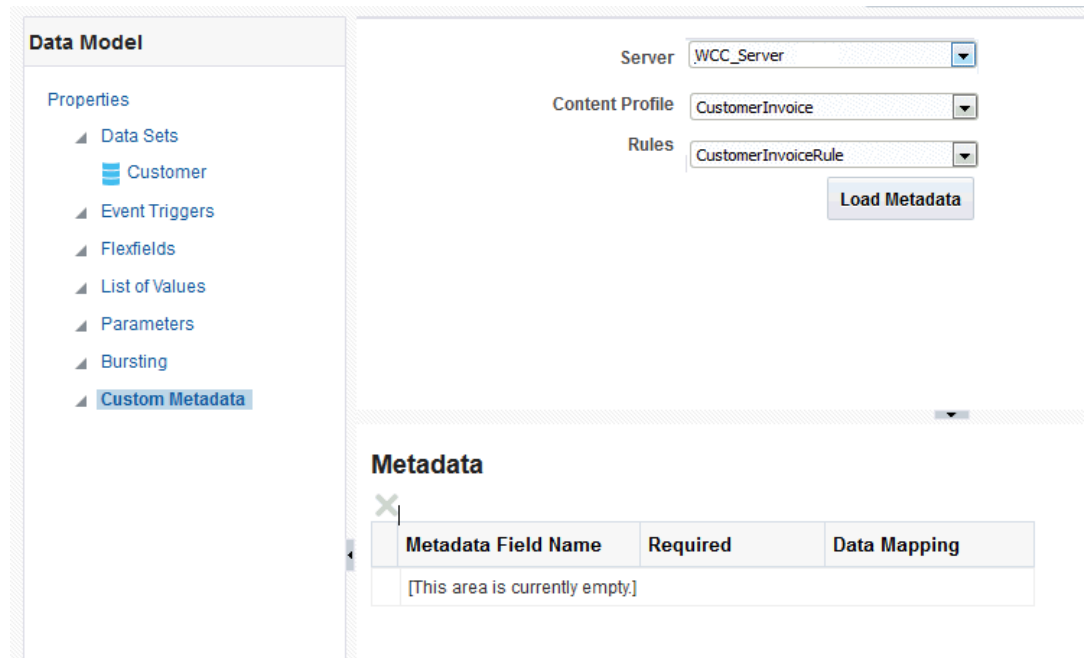 Data Model
Properties
Data Sets
Customer
Event Triggers
Flexfields
List of Values
Parameters
Bursting
Custom Metadata
Server WCC_Server
Content Profile CustomerInvoice
Rules CustomerInvoiceRule
Load Metadata
Metadata
Metadata Field Name Required Data Mapping
[This area is currently empty.]